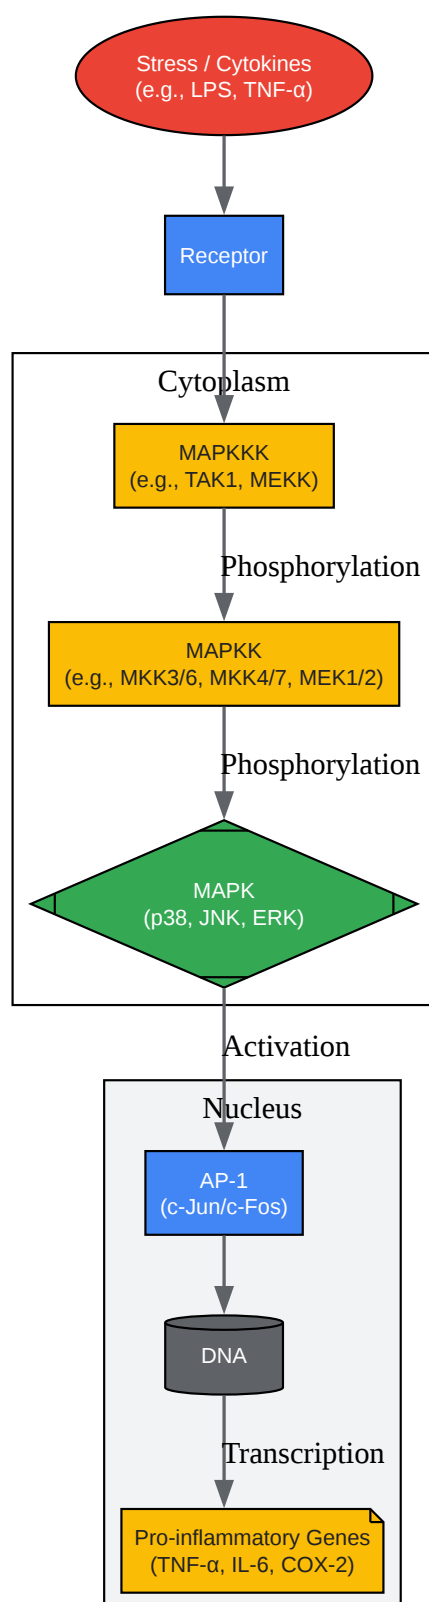 Stress / Cytokines
(e.g., LPS, TNF-α)
Receptor
Cytoplasm
MAPKKK
(e.g., TAK1, MEKK)
Phosphorylation
MAPKK
(e.g., MKK3/6, MKK4/7, MEK1/2)
Phosphorylation
MAPK
(p38, JNK, ERK)
Activation
Nucleus
AP-1
(c-Jun/c-Fos)
DNA
Transcription
Pro-inflammatory Genes
(TNF-α, IL-6, COX-2)